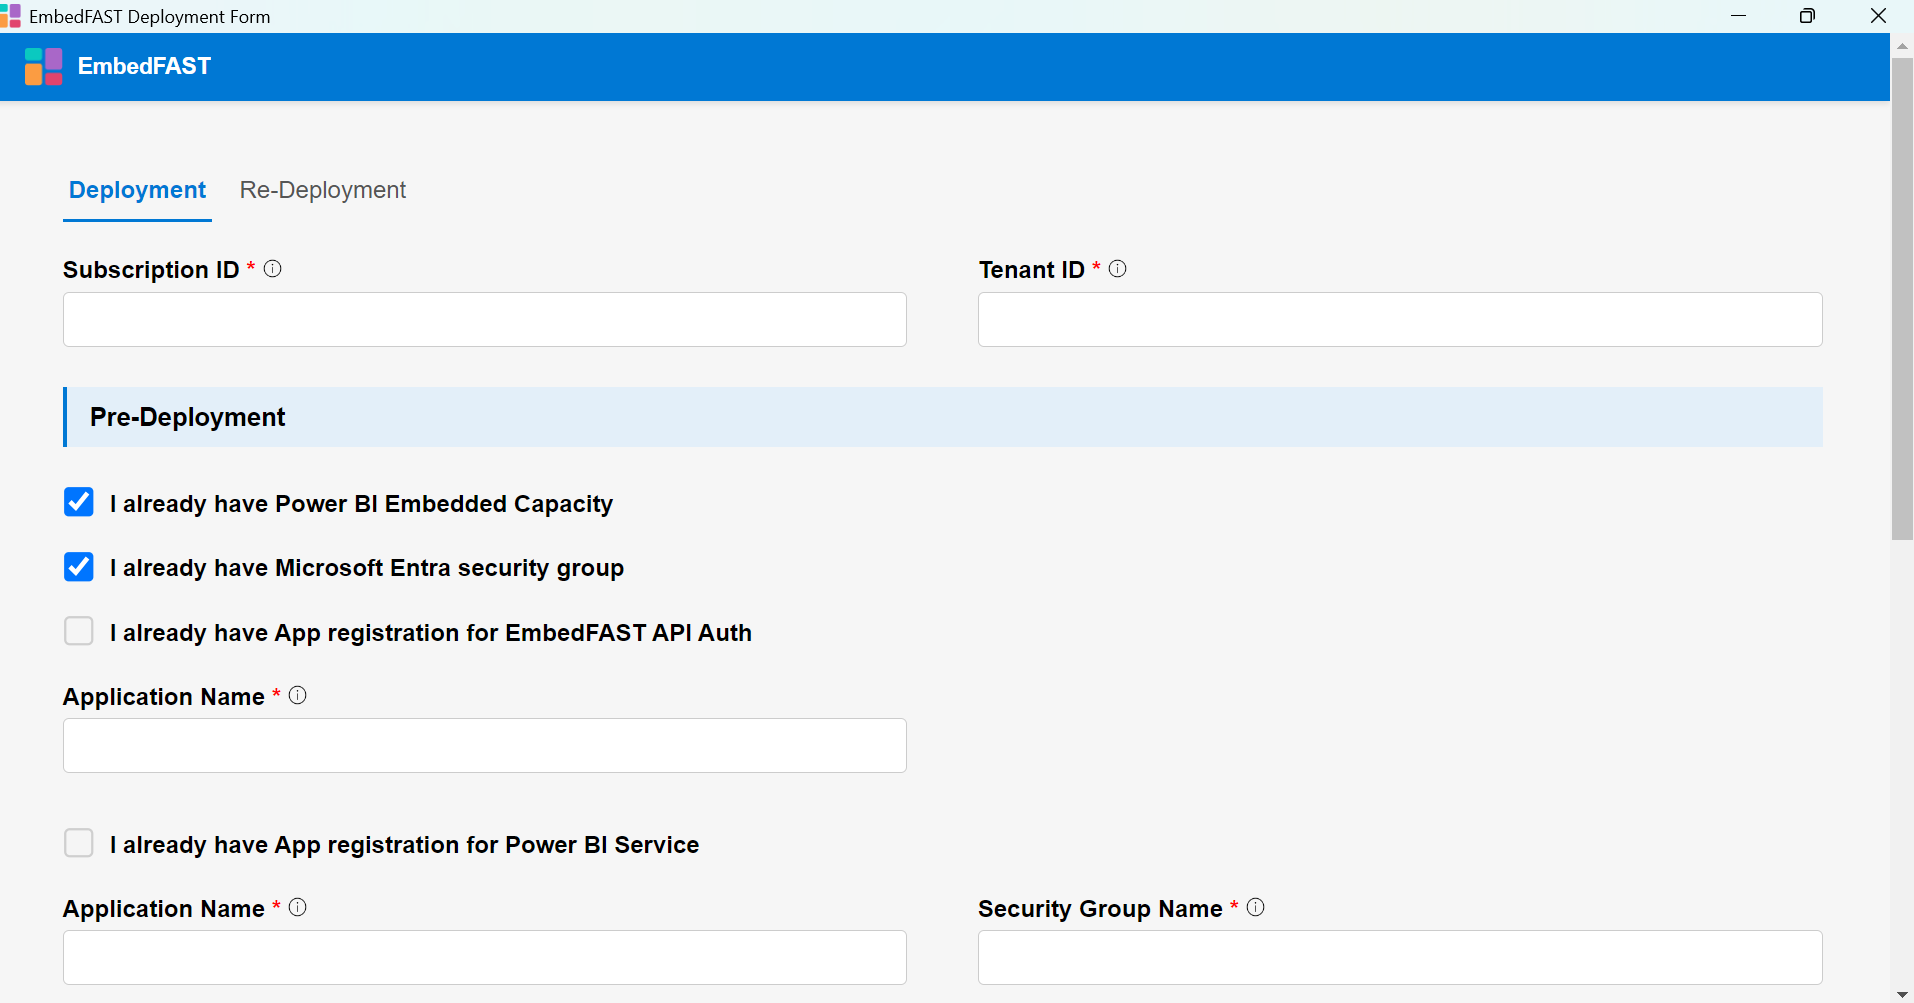 EmbedFAST Deployment Form
EmbedFAST
Deployment Re-Deployment
Subscription ID *
Tenant ID *
Pre-Deployment
I already have Power BI Embedded Capacity
I already have Microsoft Entra security group
I already have App registration for EmbedFAST API Auth
Application Name *
I already have App registration for Power BI Service
Application Name *
Security Group Name *